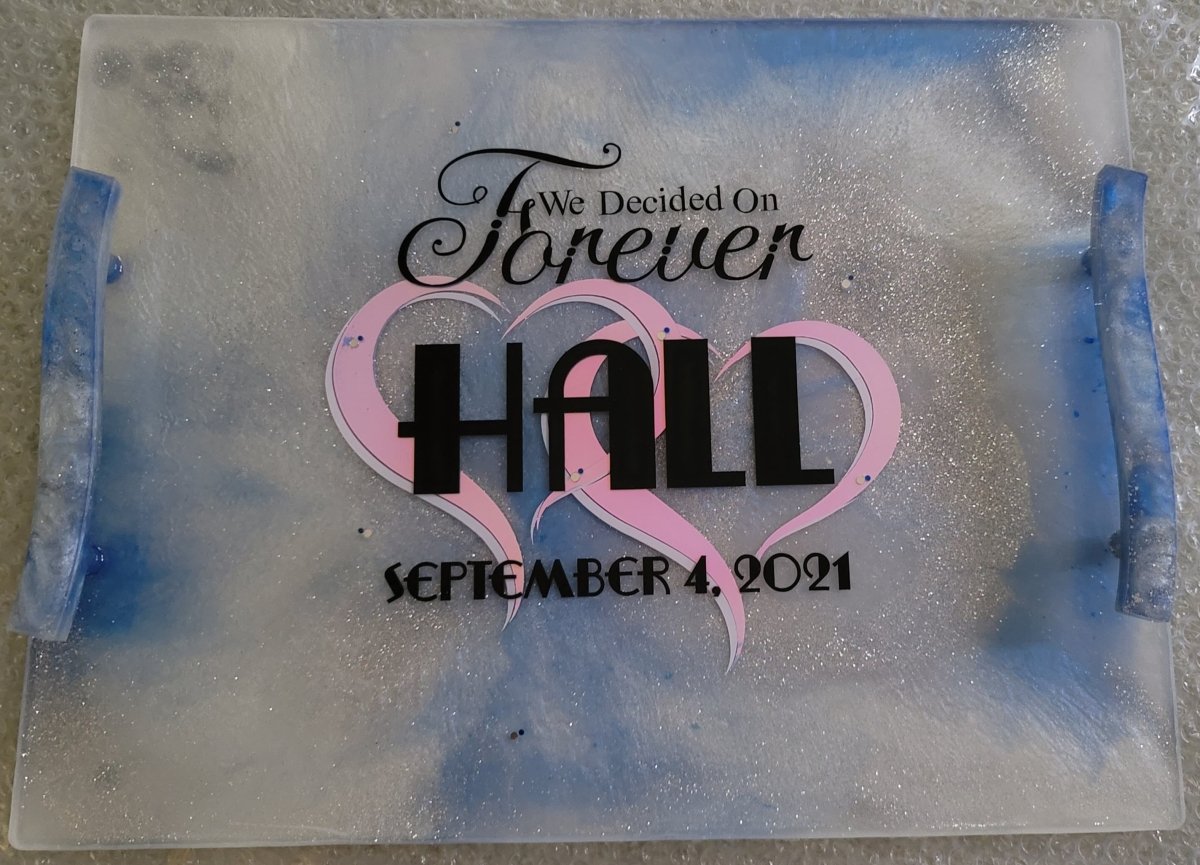 We Decided On
Forever
HALL
SEPTEMBER 4, 2021